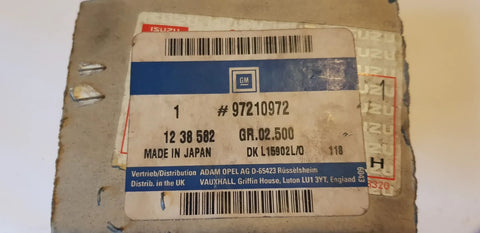 ISUZU
GM
1 # 97210972
12 38 582 GR.02.500
MADE IN JAPAN DK L15902L/O 118
Vertrieb/Distribution ADAM OPEL AG D-65423 Rüsselsheim
Distrib. in the UK VAUXHALL, Griffin House, Luton LU1 3YT, England
1
H